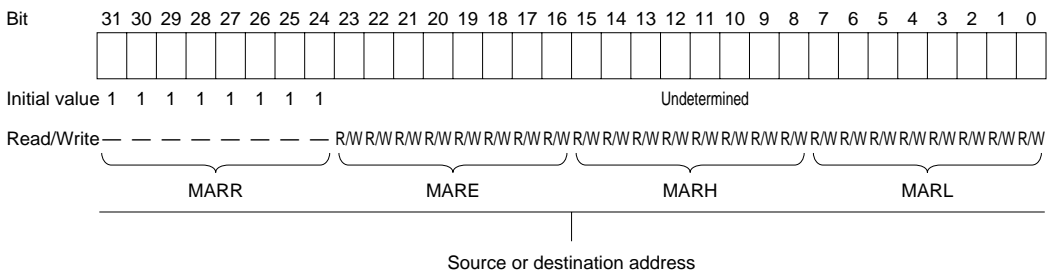 Bit 31 30 29 28 27 26 25 24 23 22 21 20 19 18 17 16 15 14 13 12 11 10 9 8 7 6 5 4 3 2 1 0
Initial value 1 1 1 1 1 1 1 1 Undetermined
Read/Write — — — — — — — — R/W R/W R/W R/W R/W R/W R/W R/W R/W R/W R/W R/W R/W R/W R/W R/W R/W R/W R/W R/W R/W R/W R/W R/W
MARR MARE MARH MARL
Source or destination address